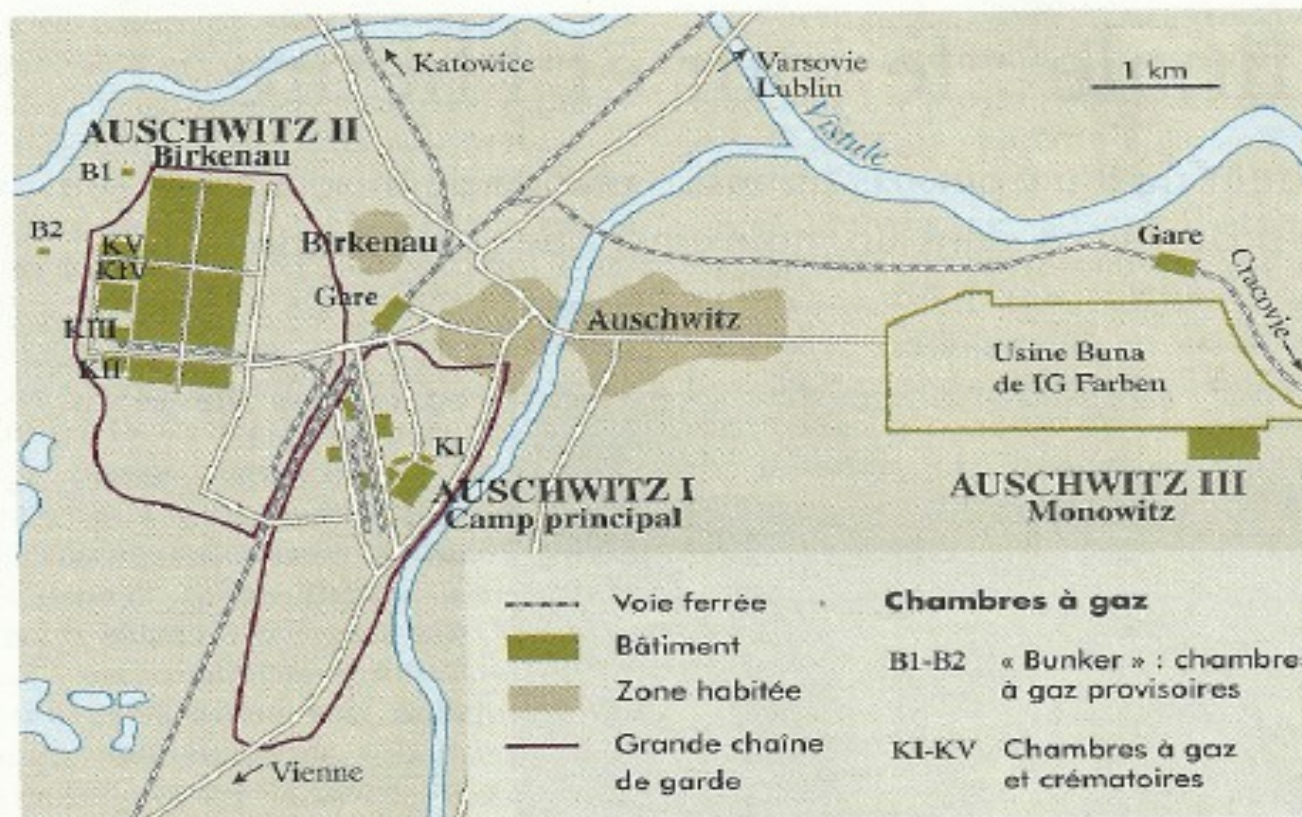 Katowice
Varsovie
Lublin
1 km
Vistule
AUSCHWITZ II
Birkenau
B1
B2
KV
KIV
KIII
KII
Birkenau
Gare
Auschwitz
Gare
Cracovie
Usine Buna
de IG Farben
KI
AUSCHWITZ I
Camp principal
AUSCHWITZ III
Monowitz
Vienne
Voie ferrée
Bâtiment
Zone habitée
Grande chaîne
de garde
Chambres à gaz
B1-B2 « Bunker » : chambre
à gaz provisoires
KI-KV Chambres à gaz
et crématoires